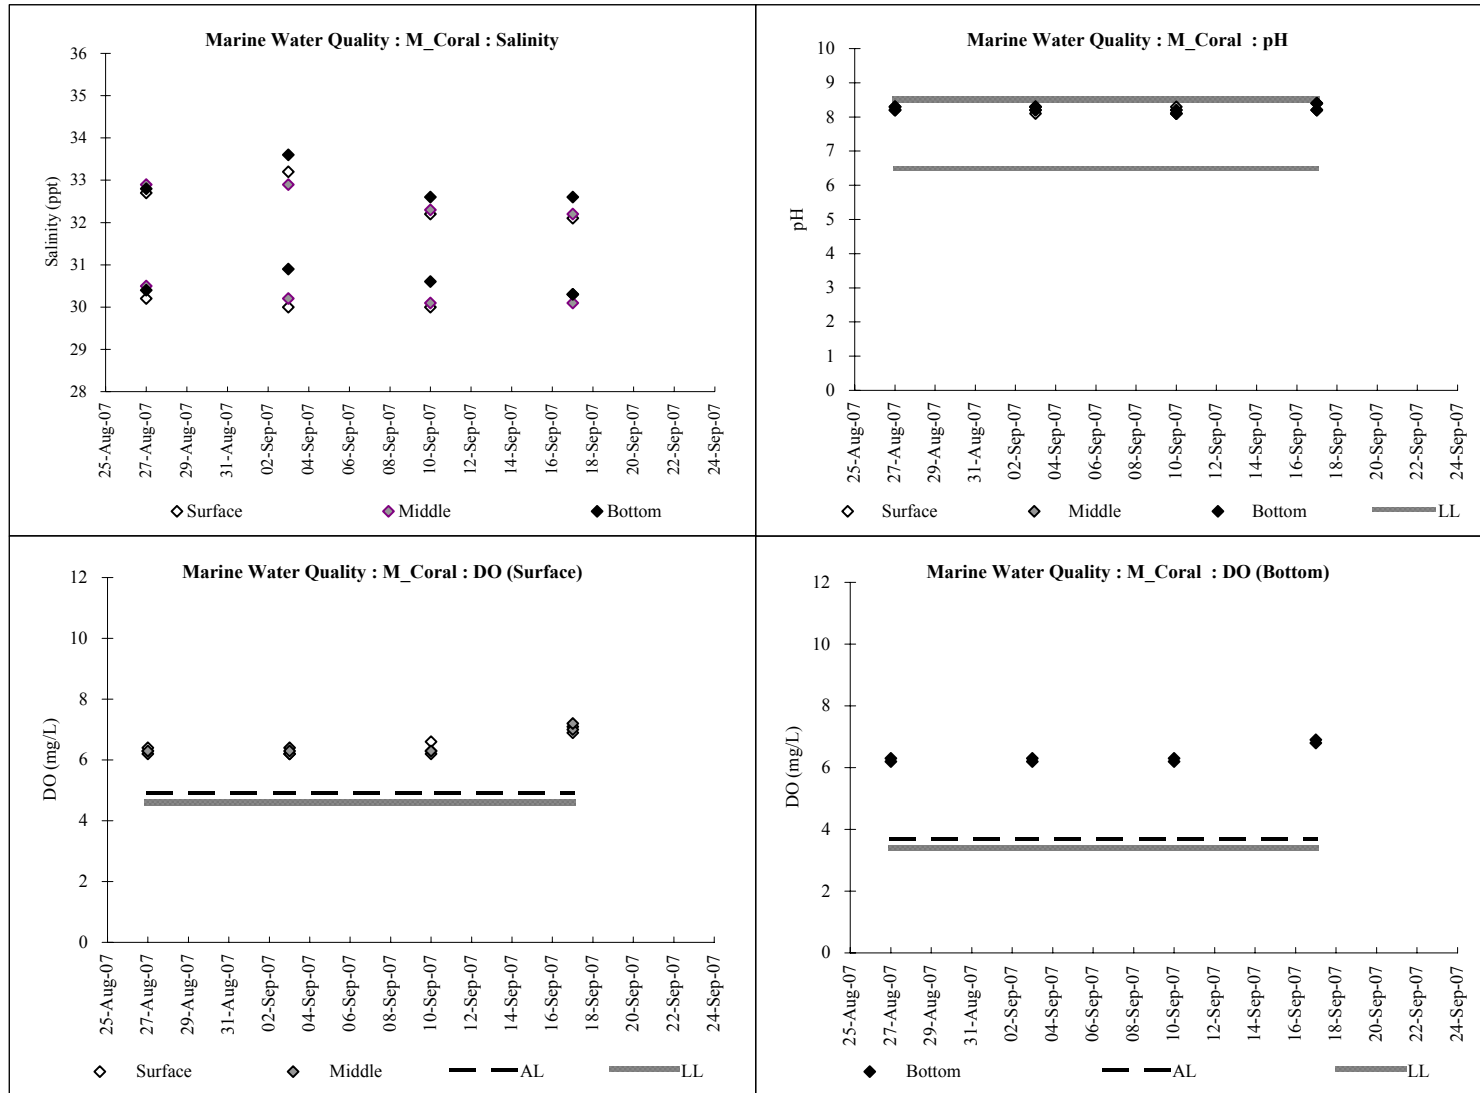 Marine Water Quality : M_Coral : Salinity
36
35
34
33
32
31
30
29
28
Salinity (ppt)
25-Aug-07
27-Aug-07
29-Aug-07
31-Aug-07
02-Sep-07
04-Sep-07
06-Sep-07
08-Sep-07
10-Sep-07
12-Sep-07
14-Sep-07
16-Sep-07
18-Sep-07
20-Sep-07
22-Sep-07
24-Sep-07
Surface Middle Bottom
Marine Water Quality : M_Coral : pH
10
9
8
7
6
5
4
3
2
1
0
pH
25-Aug-07
27-Aug-07
29-Aug-07
31-Aug-07
02-Sep-07
04-Sep-07
06-Sep-07
08-Sep-07
10-Sep-07
12-Sep-07
14-Sep-07
16-Sep-07
18-Sep-07
20-Sep-07
22-Sep-07
24-Sep-07
Surface Middle Bottom LL
Marine Water Quality : M_Coral : DO (Surface)
12
10
8
6
4
2
0
DO (mg/L)
25-Aug-07
27-Aug-07
29-Aug-07
31-Aug-07
02-Sep-07
04-Sep-07
06-Sep-07
08-Sep-07
10-Sep-07
12-Sep-07
14-Sep-07
16-Sep-07
18-Sep-07
20-Sep-07
22-Sep-07
24-Sep-07
Surface Middle AL LL
Marine Water Quality : M_Coral : DO (Bottom)
12
10
8
6
4
2
0
DO (mg/L)
25-Aug-07
27-Aug-07
29-Aug-07
31-Aug-07
02-Sep-07
04-Sep-07
06-Sep-07
08-Sep-07
10-Sep-07
12-Sep-07
14-Sep-07
16-Sep-07
18-Sep-07
20-Sep-07
22-Sep-07
24-Sep-07
Bottom AL LL